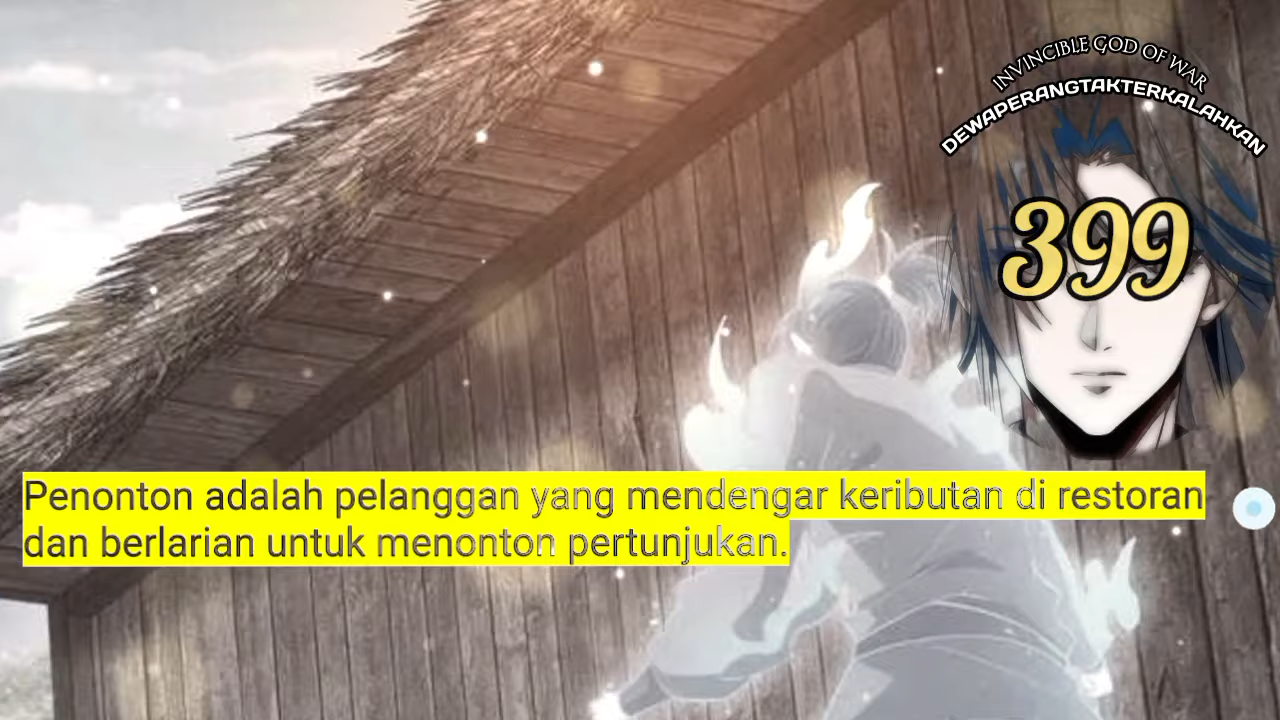 INVINCIBLE GOD OF WAR
DEWAPERANGTAKTERKALAHKAN
399
Penonton adalah pelanggan yang mendengar keributan di restoran
dan berlarian untuk menonton pertunjukan.